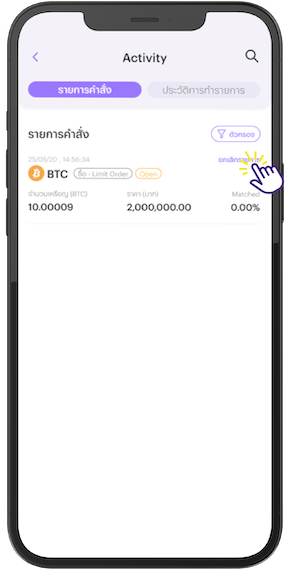 Activity
รายการคำสั่ง ประวัติการทำรายการ
รายการคำสั่ง ตัวกรอง
25/05/20 , 14:56:34 ยกเลิกรายการ
BTC ซื้อ - Limit Order Open
จำนวนเหรียญ (BTC) ราคา (บาท) Matched
10.00009 2,000,000.00 0.00%